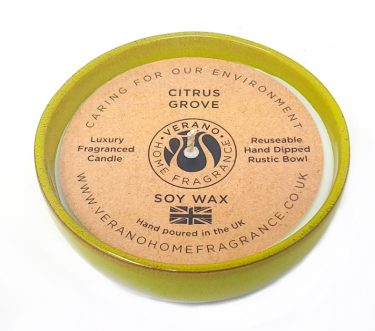 CARING FOR OUR ENVIRONMENT
CITRUS
GROVE
Luxury
Fragranced
Candle
• VERANO •
HOME FRAGRANCE
Reuseable
Hand Dipped
Rustic Bowl
SOY WAX
Hand poured in the UK
WWW.VERANOHOMEFRAGRANCE.CO.UK